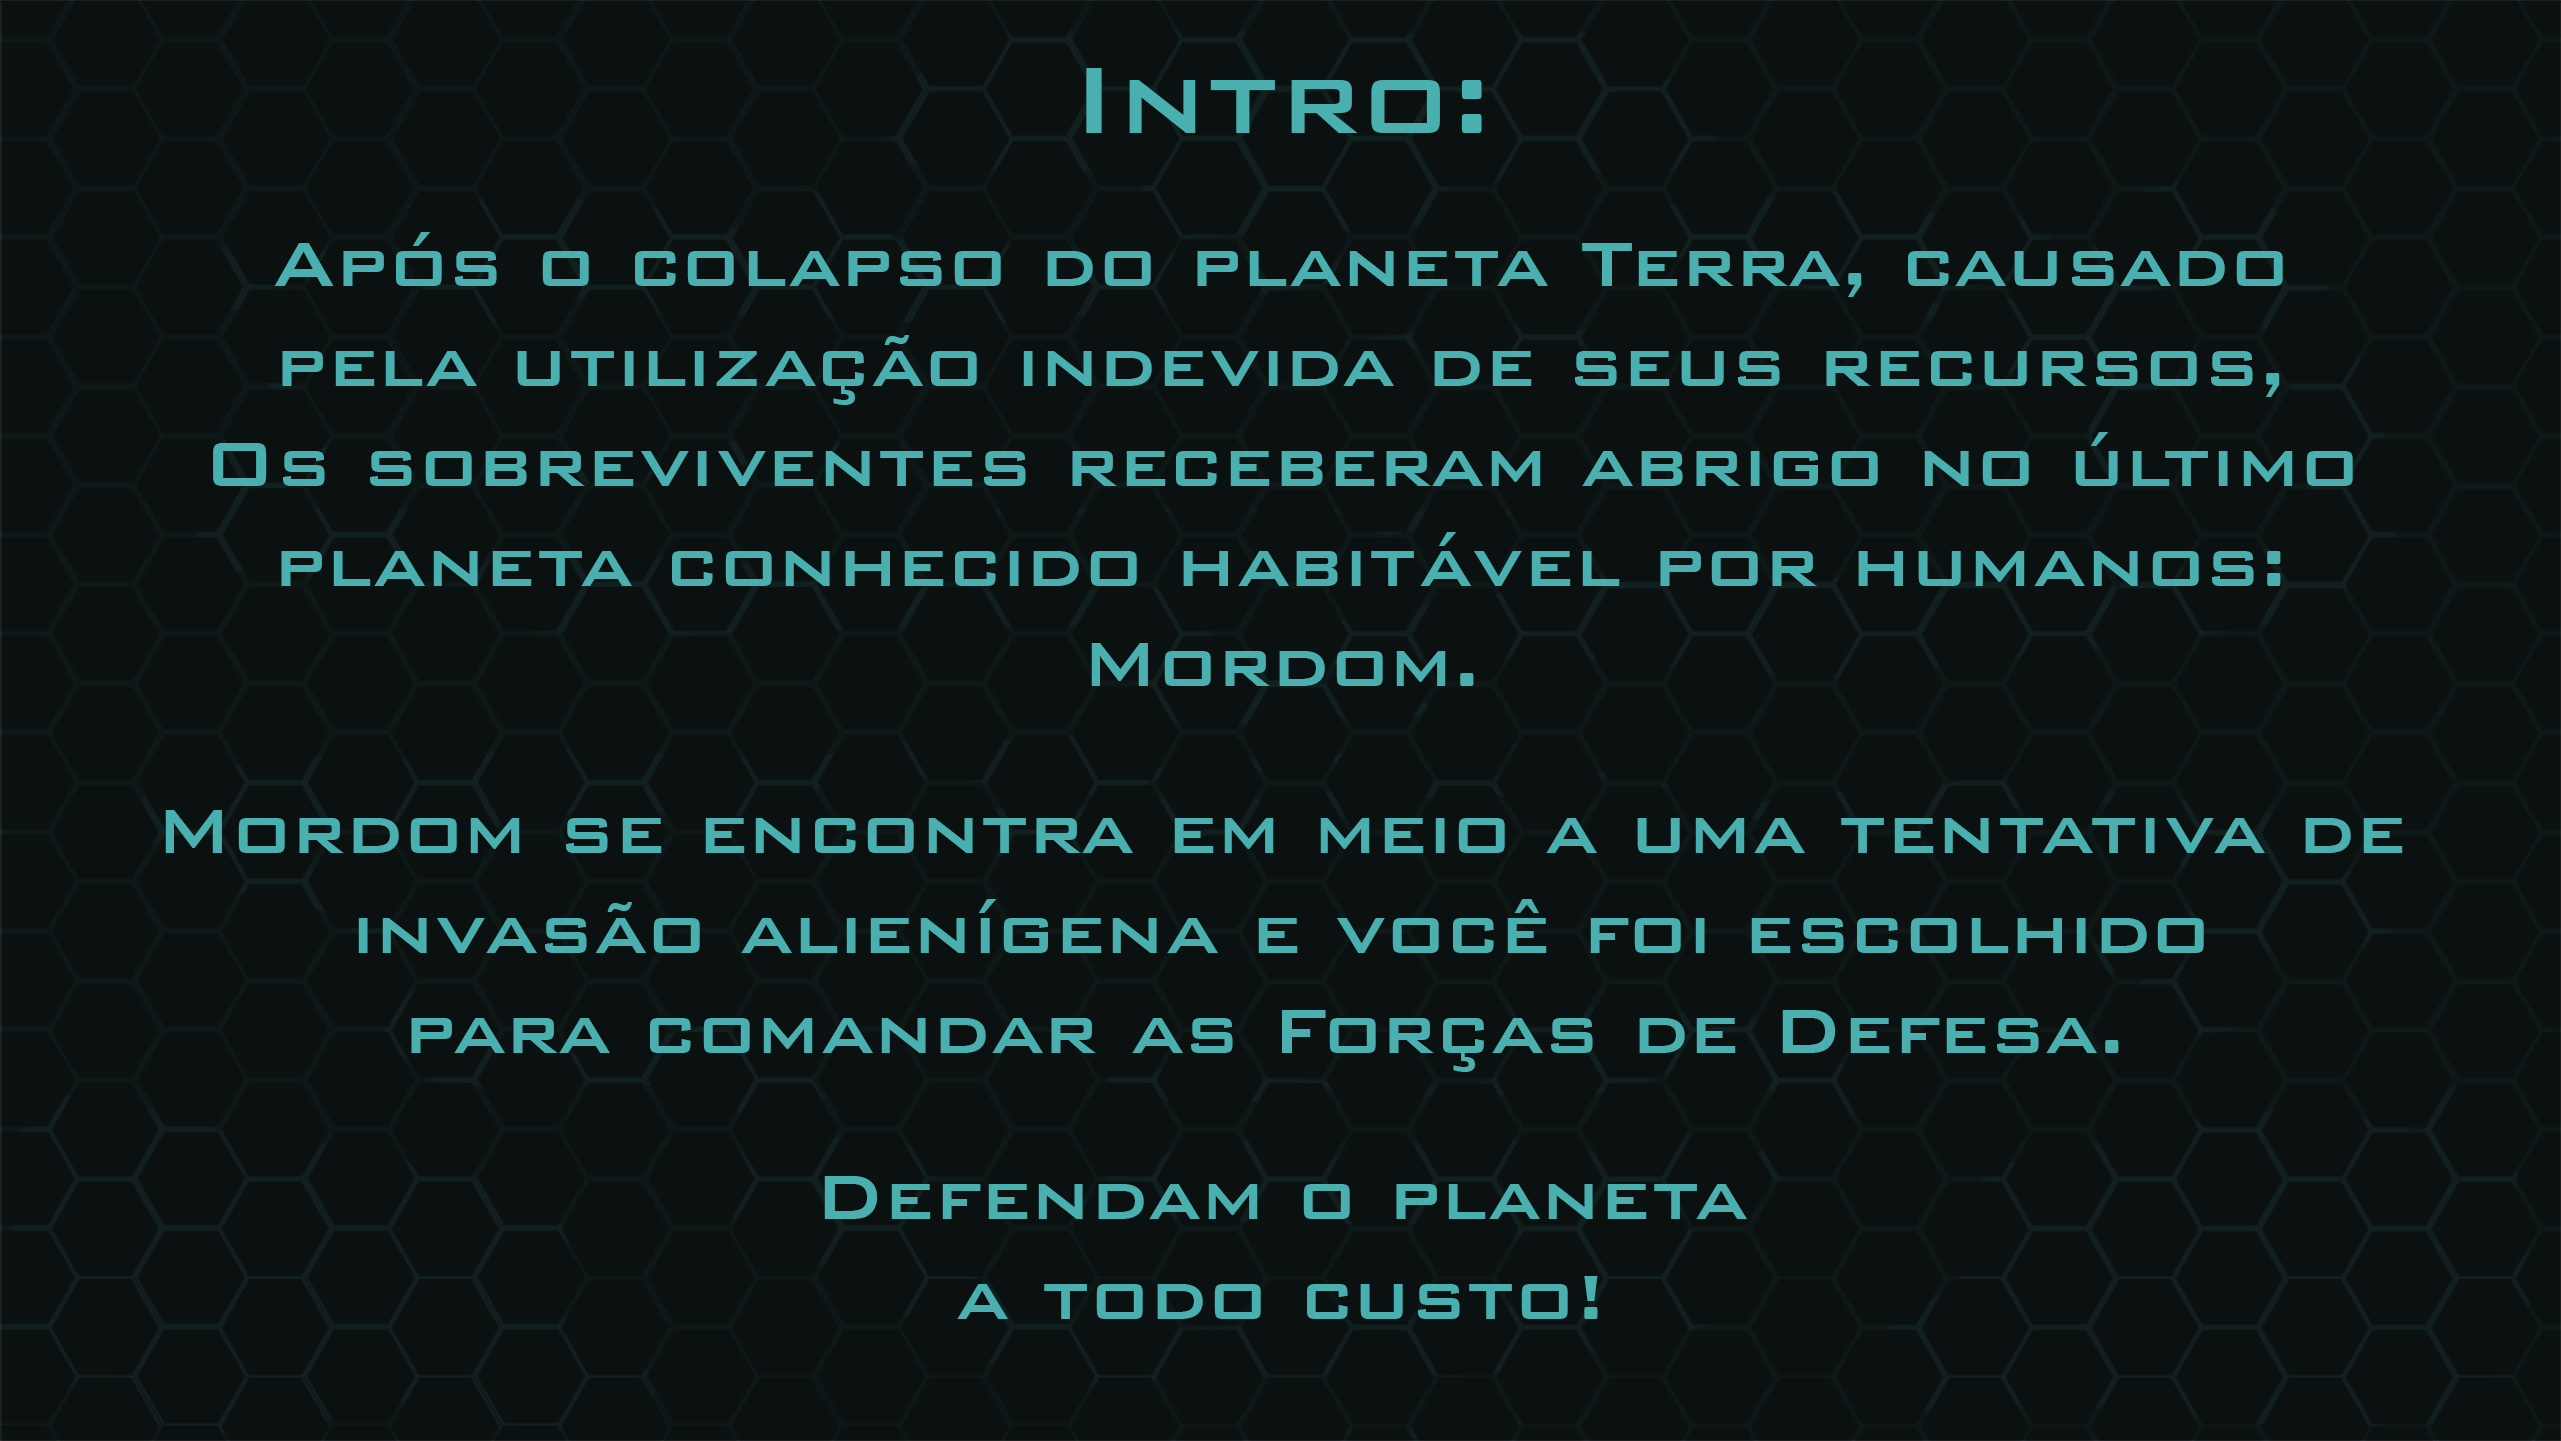 Intro:
Após o colapso do planeta Terra, causado
pela utilização indevida de seus recursos,
Os sobreviventes receberam abrigo no último
planeta conhecido habitável por humanos:
Mordom.
Mordom se encontra em meio a uma tentativa de
invasão alienígena e você foi escolhido
para comandar as Forças de Defesa.
Defendam o planeta
a todo custo!